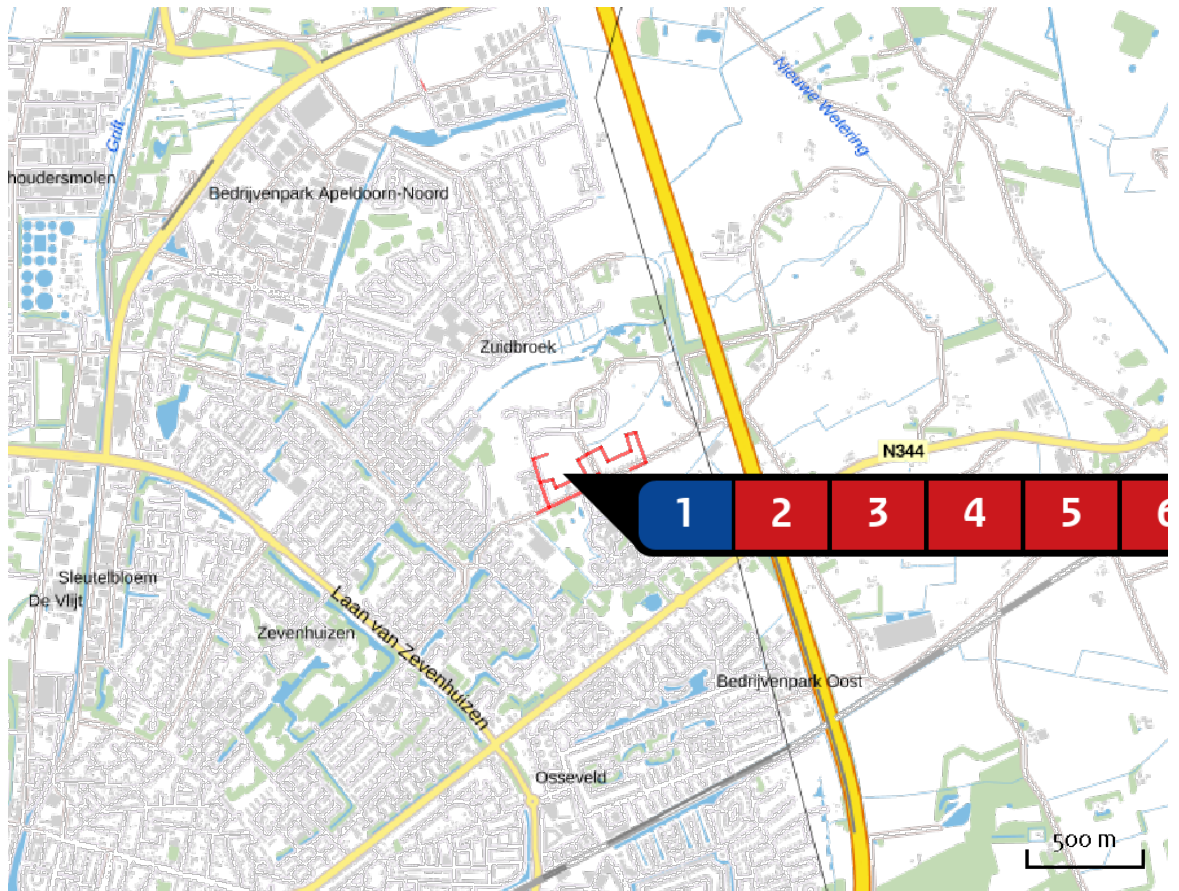 Nieuwe Wetering
Grift
houdersmolen
Bedrijvenpark Apeldoorn-Noord
Zuidbroek
N344
1 2 3 4 5 6
Sleutelbloem
De Vlijt
Laan van Zevenhuizen
Zevenhuizen
Bedrijvenpark Oost
Osseveld
500 m